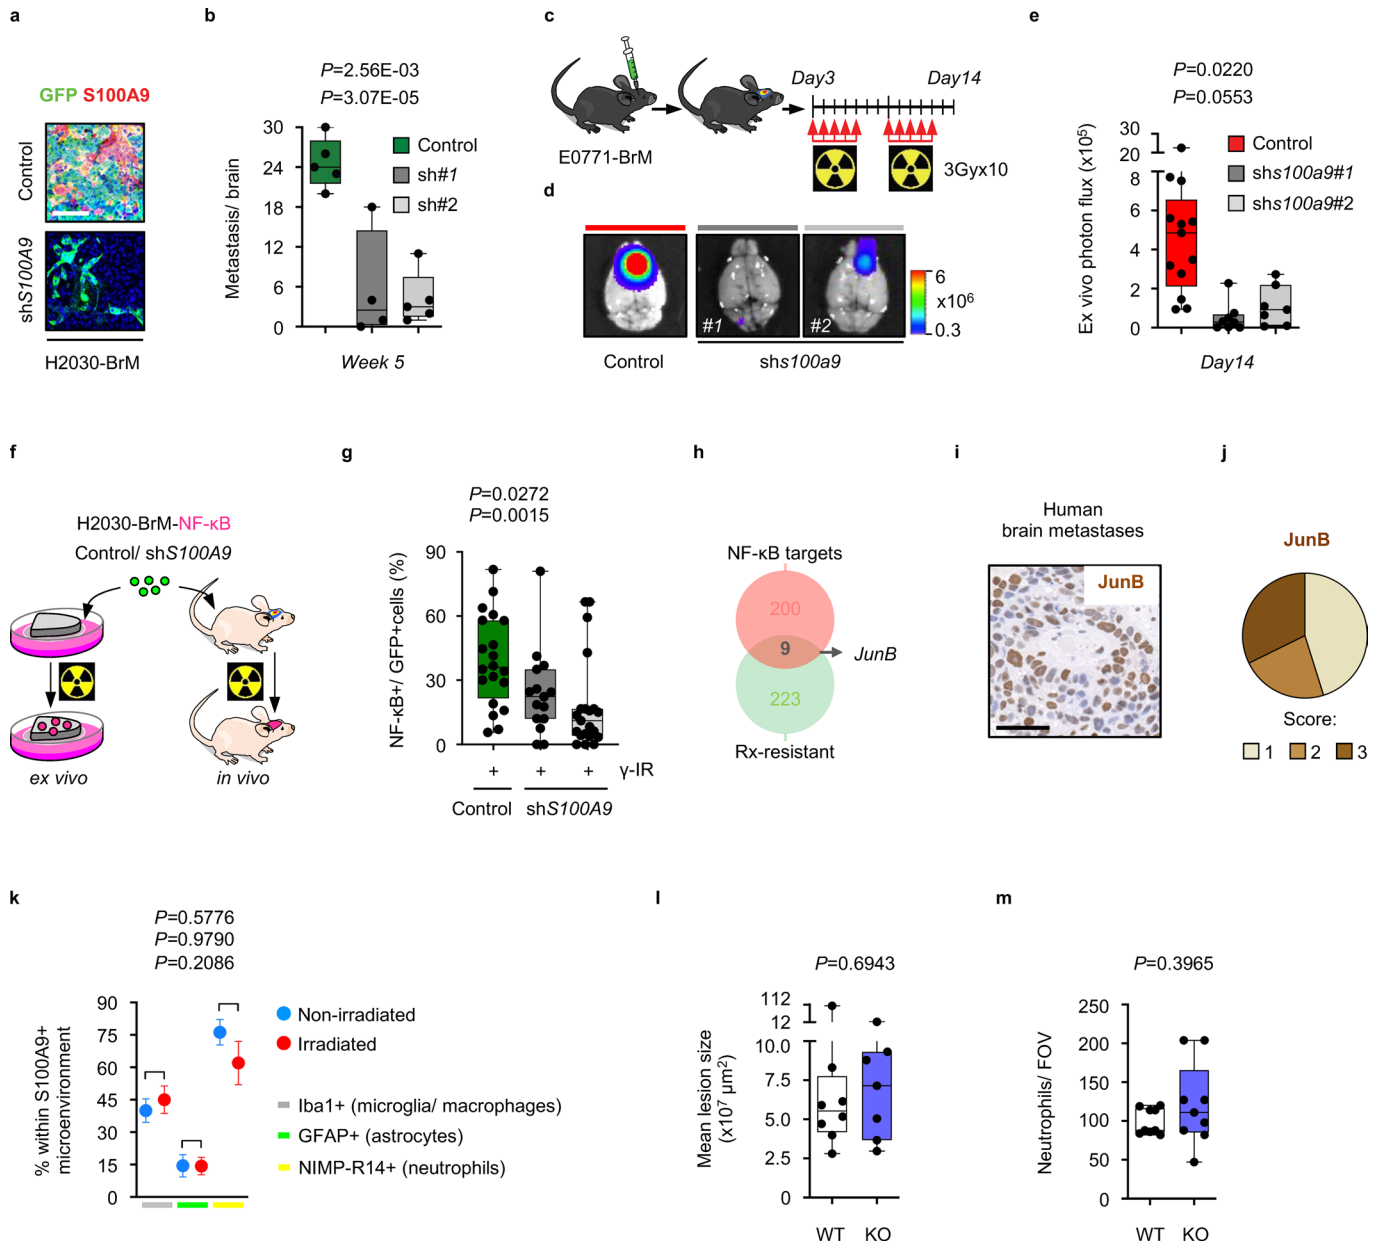 a
GFP S100A9
Control
shS100A9
H2030-BrM
b
P=2.56E-03
P=3.07E-05
Metastasis/ brain
30
24
18
12
6
0
Control
sh#1
sh#2
Week 5
c
E0771-BrM
Day3
Day14
3Gyx10
d
#1
#2
6
x10⁶
0.3
Control
shs100a9
e
P=0.0220
P=0.0553
Ex vivo photon flux (x10⁵)
30
20
8
6
4
2
0
Control
shs100a9#1
shs100a9#2
Day14
f
H2030-BrM-NF-κB
Control/ shS100A9
ex vivo
in vivo
g
P=0.0272
P=0.0015
NF-κB+/ GFP+cells (%)
90
60
30
0
+ + + γ-IR
Control shS100A9
h
NF-κB targets
200
9
JunB
223
Rx-resistant
i
Human
brain metastases
JunB
j
JunB
Score:
1 2 3
k
P=0.5776
P=0.9790
P=0.2086
% within S100A9+
microenvironment
90
75
60
45
30
15
0
Non-irradiated
Irradiated
Iba1+ (microglia/ macrophages)
GFAP+ (astrocytes)
NIMP-R14+ (neutrophils)
l
P=0.6943
Mean lesion size
(x10⁷ µm²)
112
12
10.0
7.5
5.0
2.5
0
WT KO
m
P=0.3965
Neutrophils/ FOV
250
200
150
100
50
0
WT KO